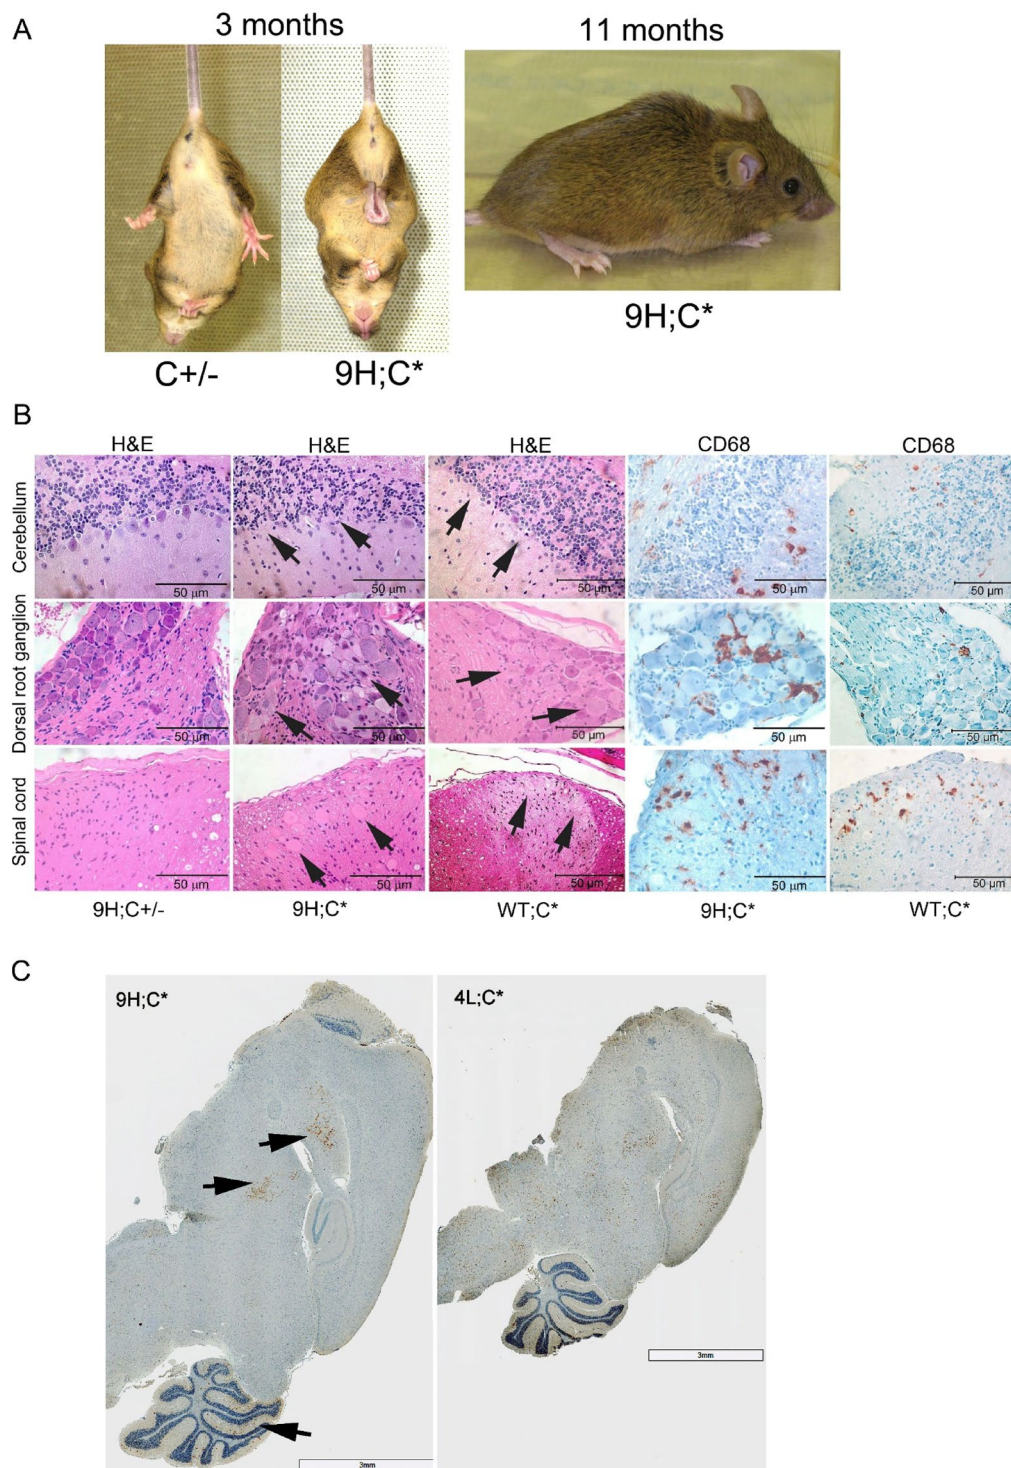 A
3 months
11 months
C+/-
9H;C*
9H;C*
B
H&E
H&E
H&E
CD68
CD68
Cerebellum
50 µm
50 µm
50 µm
50 µm
50 µm
Dorsal root ganglion
50 µm
50 µm
50 µm
50 µm
50 µm
Spinal cord
50 µm
50 µm
50 µm
50 µm
50 µm
9H;C+/-
9H;C*
WT;C*
9H;C*
WT;C*
C
9H;C*
4L;C*
3mm
3mm